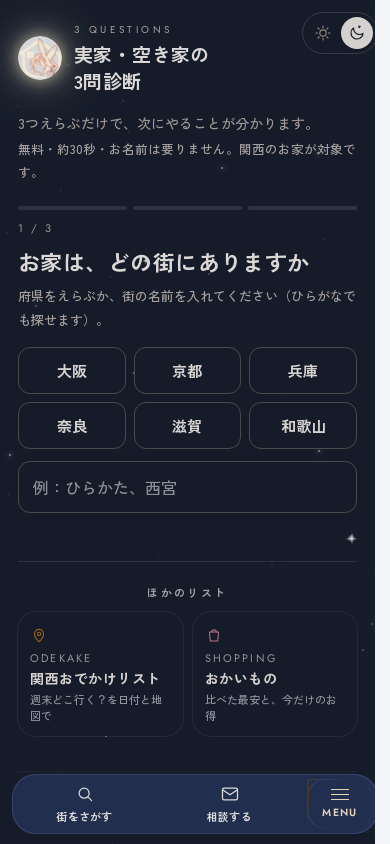 3 QUESTIONS
実家・空き家の
3問診断
3つえらぶだけで、次にやることが分かります。
無料・約30秒・お名前は要りません。関西のお家が対象で
す。
1 / 3
お家は、どの街にありますか
府県をえらぶか、街の名前を入れてください（ひらがなで
も探せます）。
大阪
京都
兵庫
奈良
滋賀
和歌山
例：ひらかた、西宮
ほかのリスト
ODEKAKE
関西おでかけリスト
週末どこ行く？を日付と地
図で
SHOPPING
おかいもの
比べた最安と、今だけのお
得
街をさがす
相談する
MENU